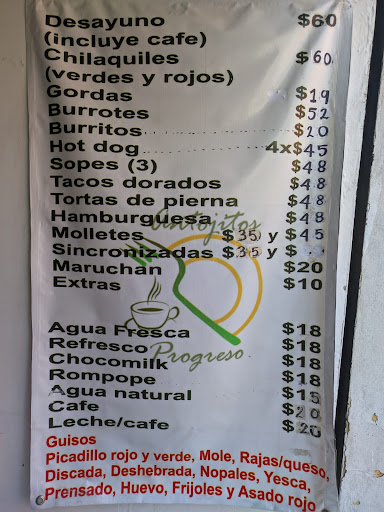 Desayuno $60
(incluye cafe)
Chilaquiles $60
(verdes y rojos)
Gordas $19
Burrotes $52
Burritos $20
Hot dog 4x$45
Sopes (3) $48
Tacos dorados $48
Tortas de pierna $48
Hamburguesa $48
Antojitos
Molletes $35 y $45
Sincronizadas $35 y $
Maruchan $20
Extras $10
Agua Fresca $18
Refresco $18
Progreso
Chocomilk $18
Rompope $18
Agua natural $15
Cafe $20
Leche/cafe $20
Guisos
Picadillo rojo y verde, Mole, Rajas/queso,
Discada, Deshebrada, Nopales, Yesca,
Prensado, Huevo, Frijoles y Asado rojo